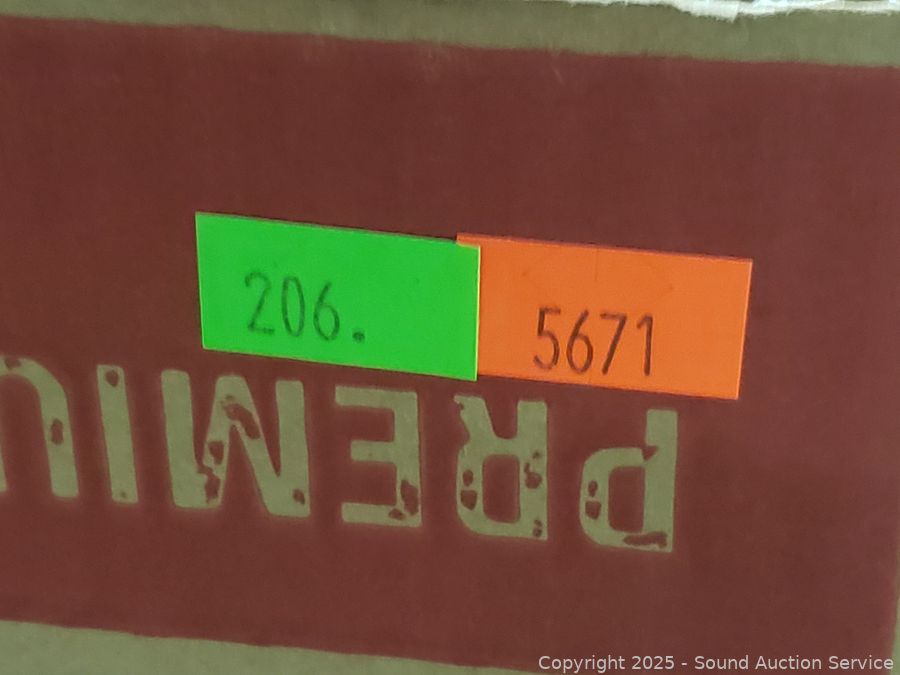 206.
5671
PREMIU
Copyright 2025 - Sound Auction Service